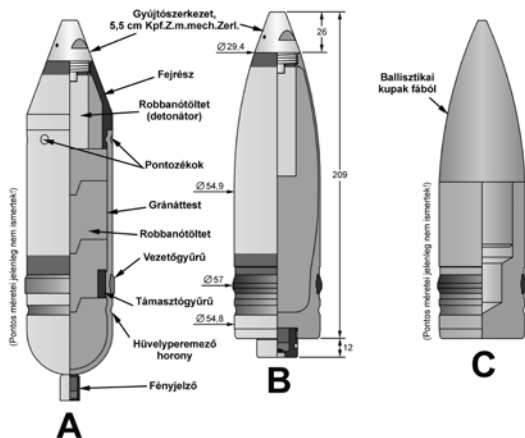 Gyújtószerkezet,
5,5 cm Kpf.Z.m.mech.Zerl.
Fejrész
Robbanótöltet
(detonátor)
Pontozékok
Gránáttest
Robbanótöltet
Vezetőgyűrű
Támasztógyűrű
Hüvelyperemező
horony
Fényjelző
(Pontos méretei jelenleg nem ismertek!)
A
Ø29,4
26
Ø54,9
209
Ø57
Ø54,8
12
B
Ballisztikai
kupak fából
(Pontos méretei jelenleg nem ismertek!)
C